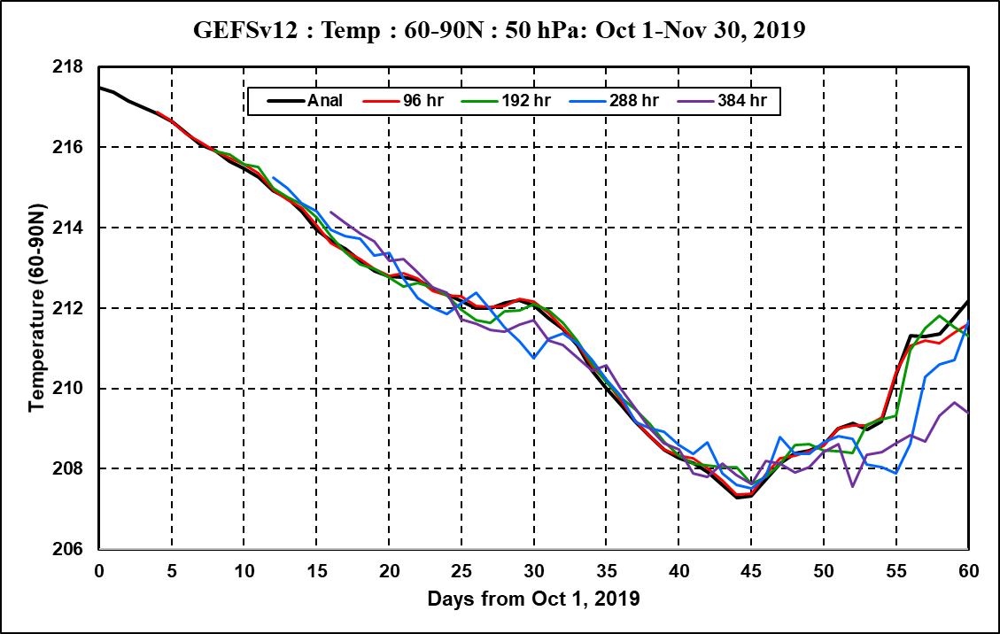 GEFSv12 : Temp : 60-90N : 50 hPa: Oct 1-Nov 30, 2019
Anal 96 hr 192 hr 288 hr 384 hr
Temperature (60-90N)
218
216
214
212
210
208
206
0 5 10 15 20 25 30 35 40 45 50 55 60
Days from Oct 1, 2019